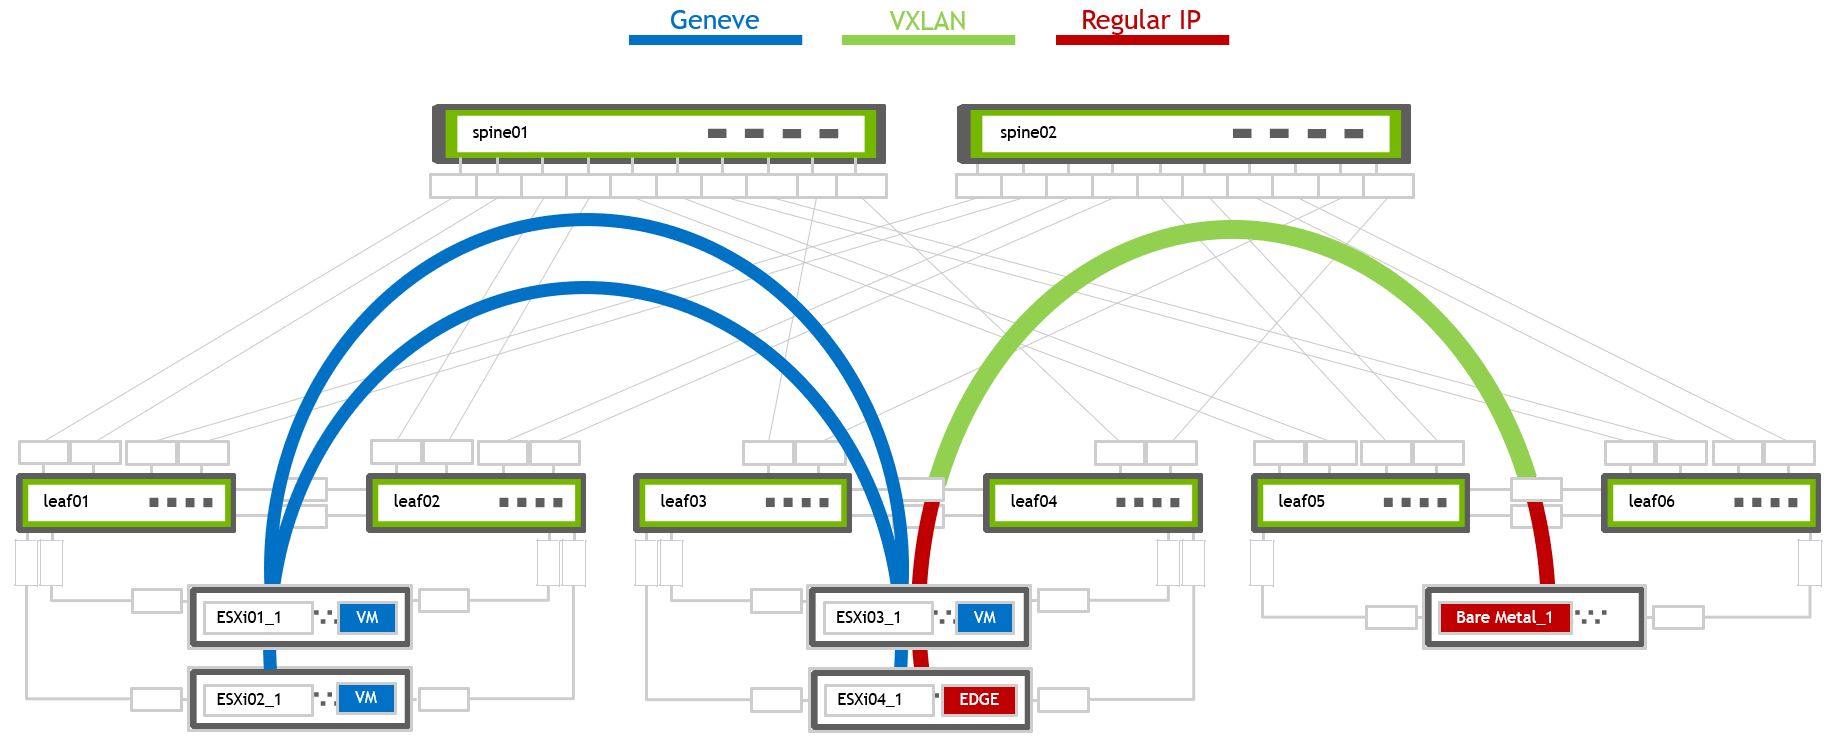 Geneve VXLAN Regular IP
spine01 spine02
leaf01 leaf02 leaf03 leaf04 leaf05 leaf06
ESXi01_1 VM ESXi03_1 VM Bare Metal_1
ESXi02_1 VM ESXi04_1 EDGE